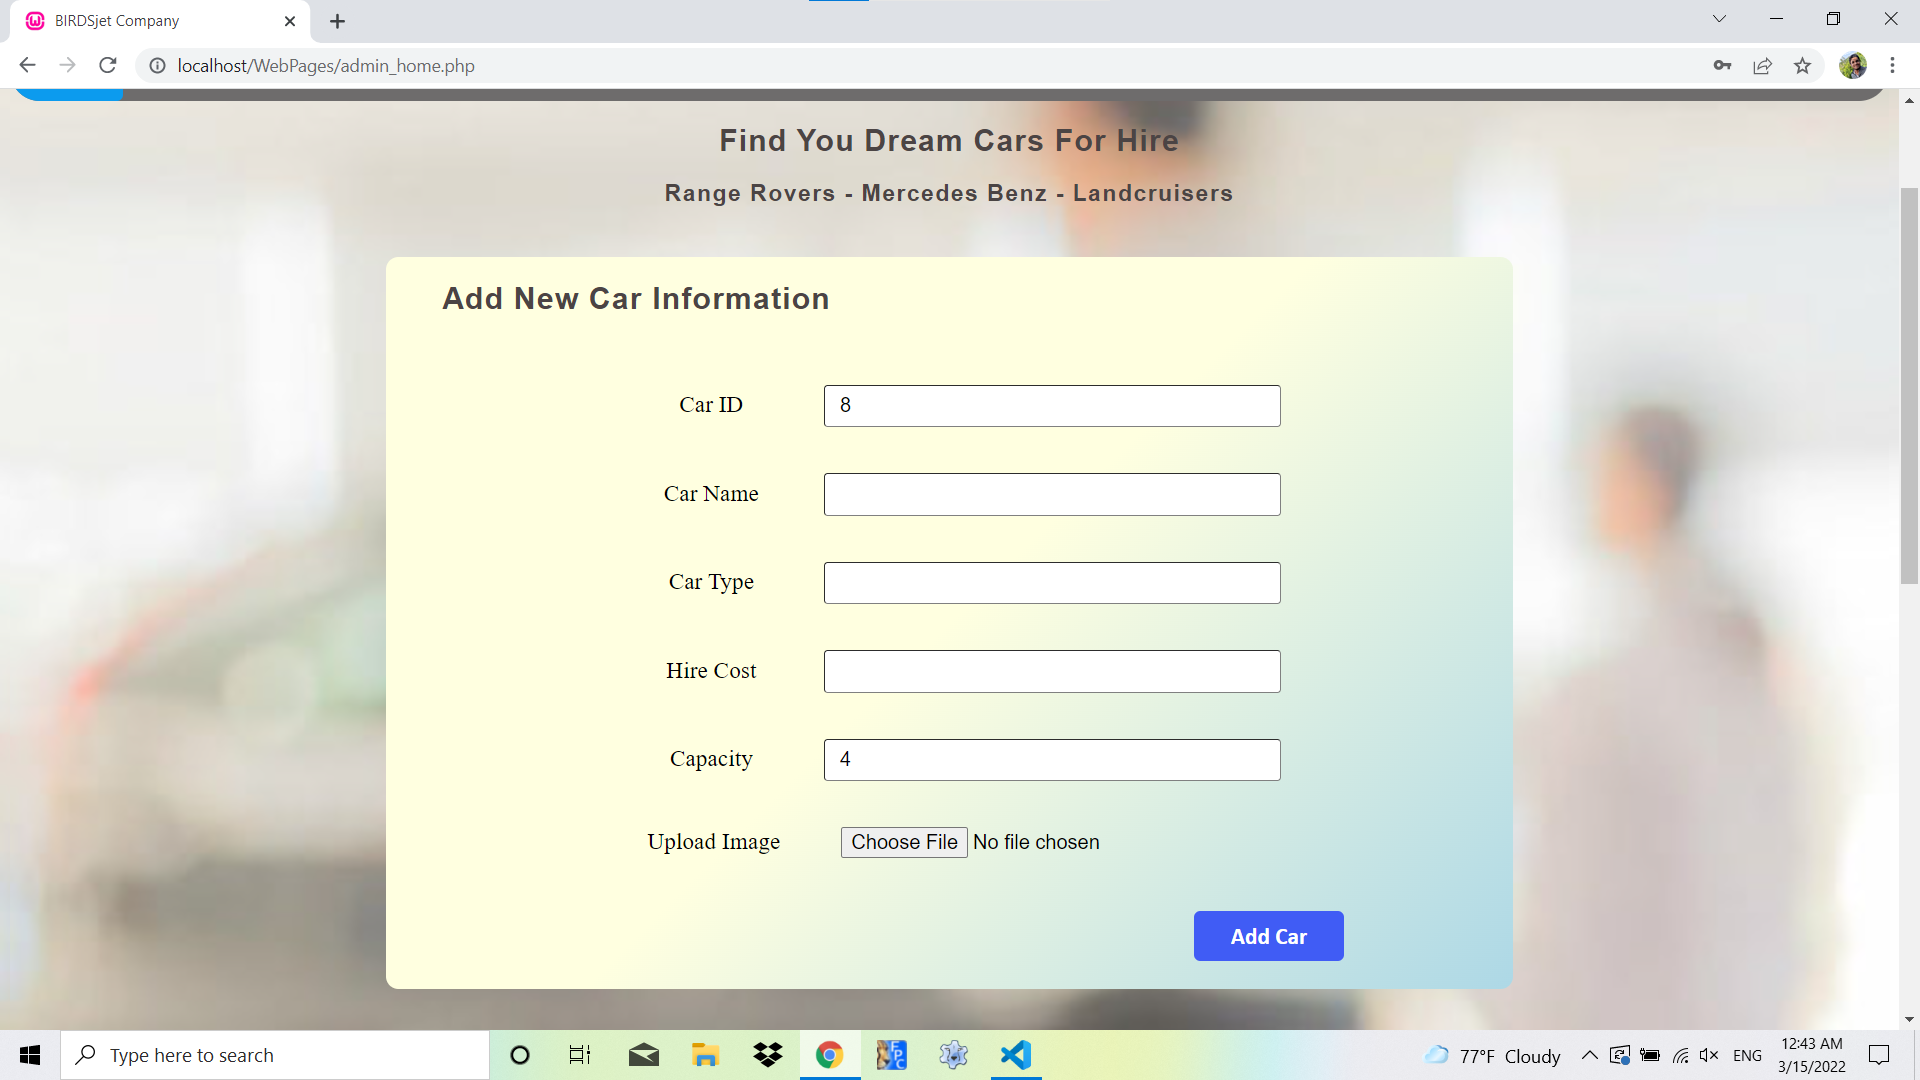 BIRDSjet Company
localhost/WebPages/admin_home.php
Find You Dream Cars For Hire
Range Rovers - Mercedes Benz - Landcruisers
Add New Car Information
Car ID 8
Car Name
Car Type
Hire Cost
Capacity 4
Upload Image Choose File No file chosen
Add Car
Type here to search
FPC
77°F Cloudy
ENG
12:43 AM
3/15/2022